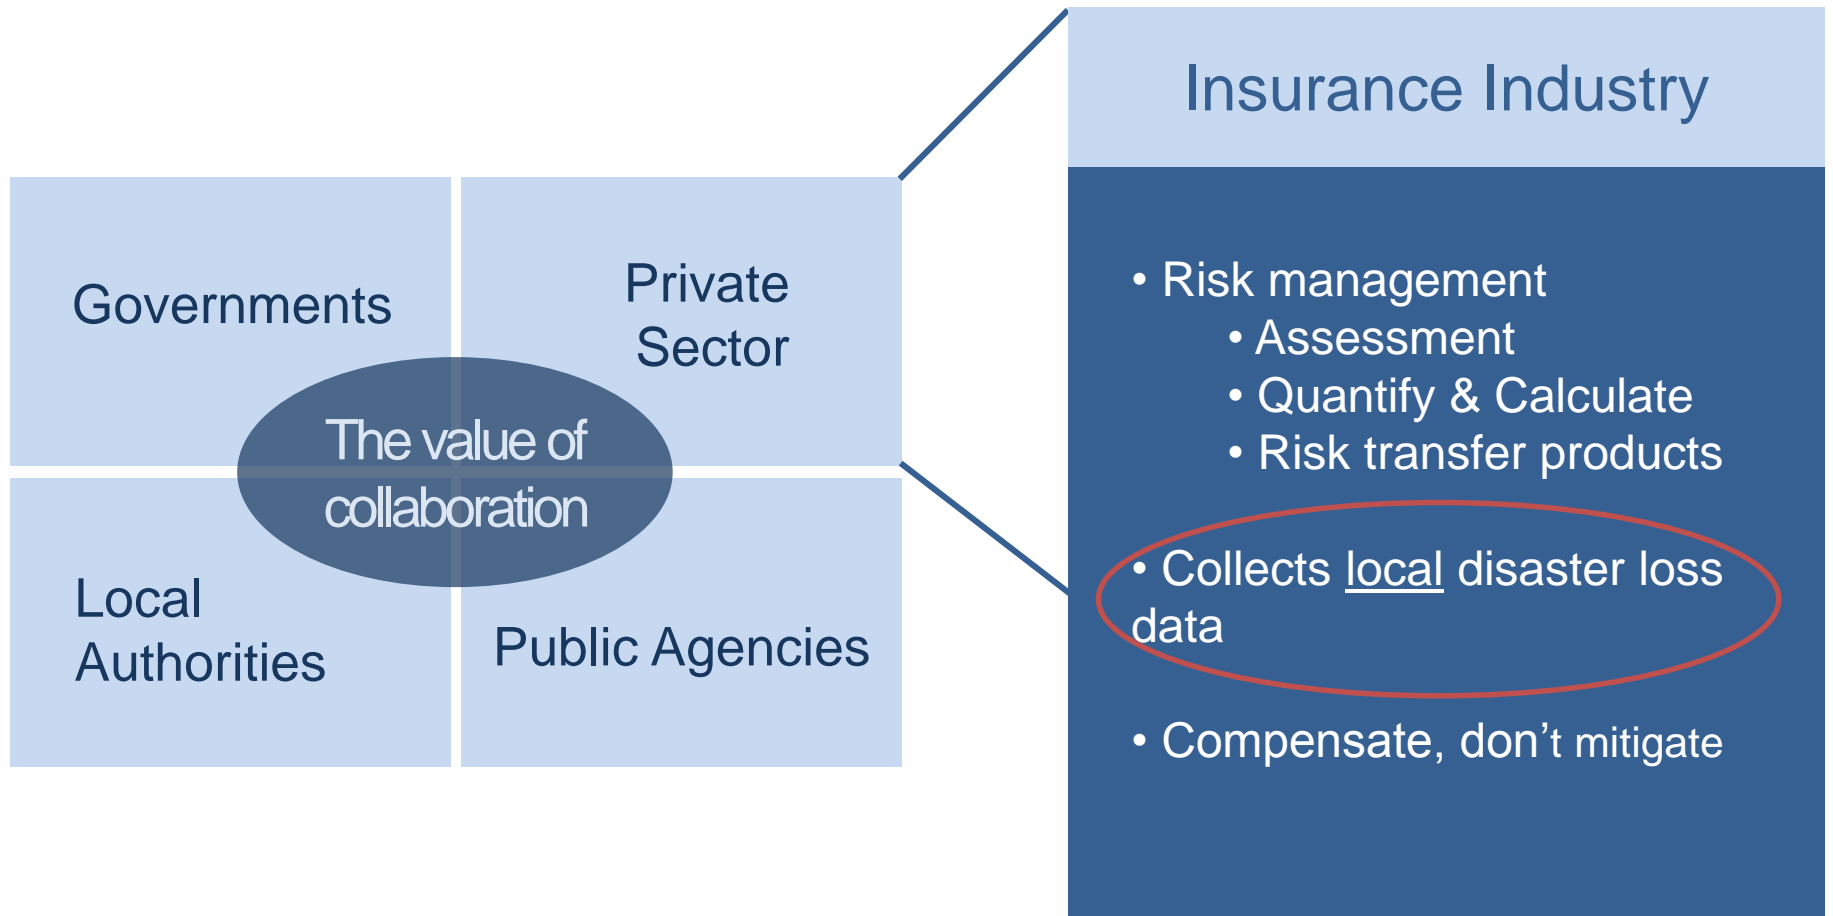 Governments
Private
Sector
The value of
collaboration
Local
Authorities
Public Agencies
Insurance Industry
• Risk management
• Assessment
• Quantify & Calculate
• Risk transfer products
• Collects local disaster loss
data
• Compensate, don’t mitigate